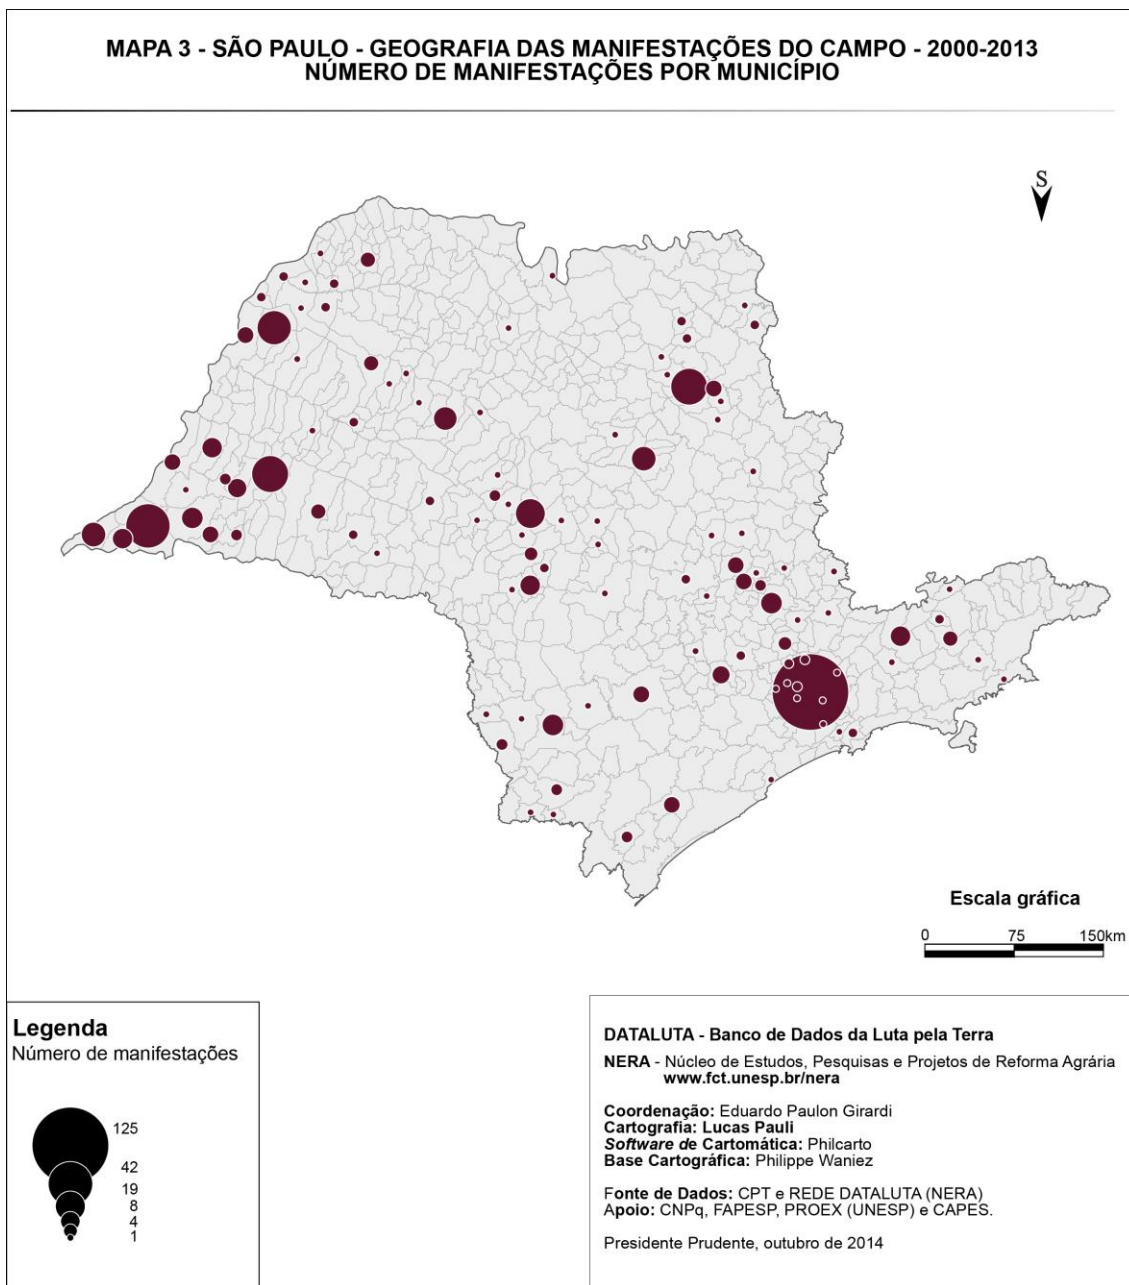 MAPA 3 - SÃO PAULO - GEOGRAFIA DAS MANIFESTAÇÕES DO CAMPO - 2000-2013
NÚMERO DE MANIFESTAÇÕES POR MUNICÍPIO
S
Escala gráfica
0 75 150km
Legenda
Número de manifestações
125
42
19
8
4
1
DATALUTA - Banco de Dados da Luta pela Terra
NERA - Núcleo de Estudos, Pesquisas e Projetos de Reforma Agrária
www.fct.unesp.br/nera
Coordenação: Eduardo Paulon Girardi
Cartografia: Lucas Pauli
Software de Cartomática: Philcarto
Base Cartográfica: Philippe Waniez
Fonte de Dados: CPT e REDE DATALUTA (NERA)
Apoio: CNPq, FAPESP, PROEX (UNESP) e CAPES.
Presidente Prudente, outubro de 2014